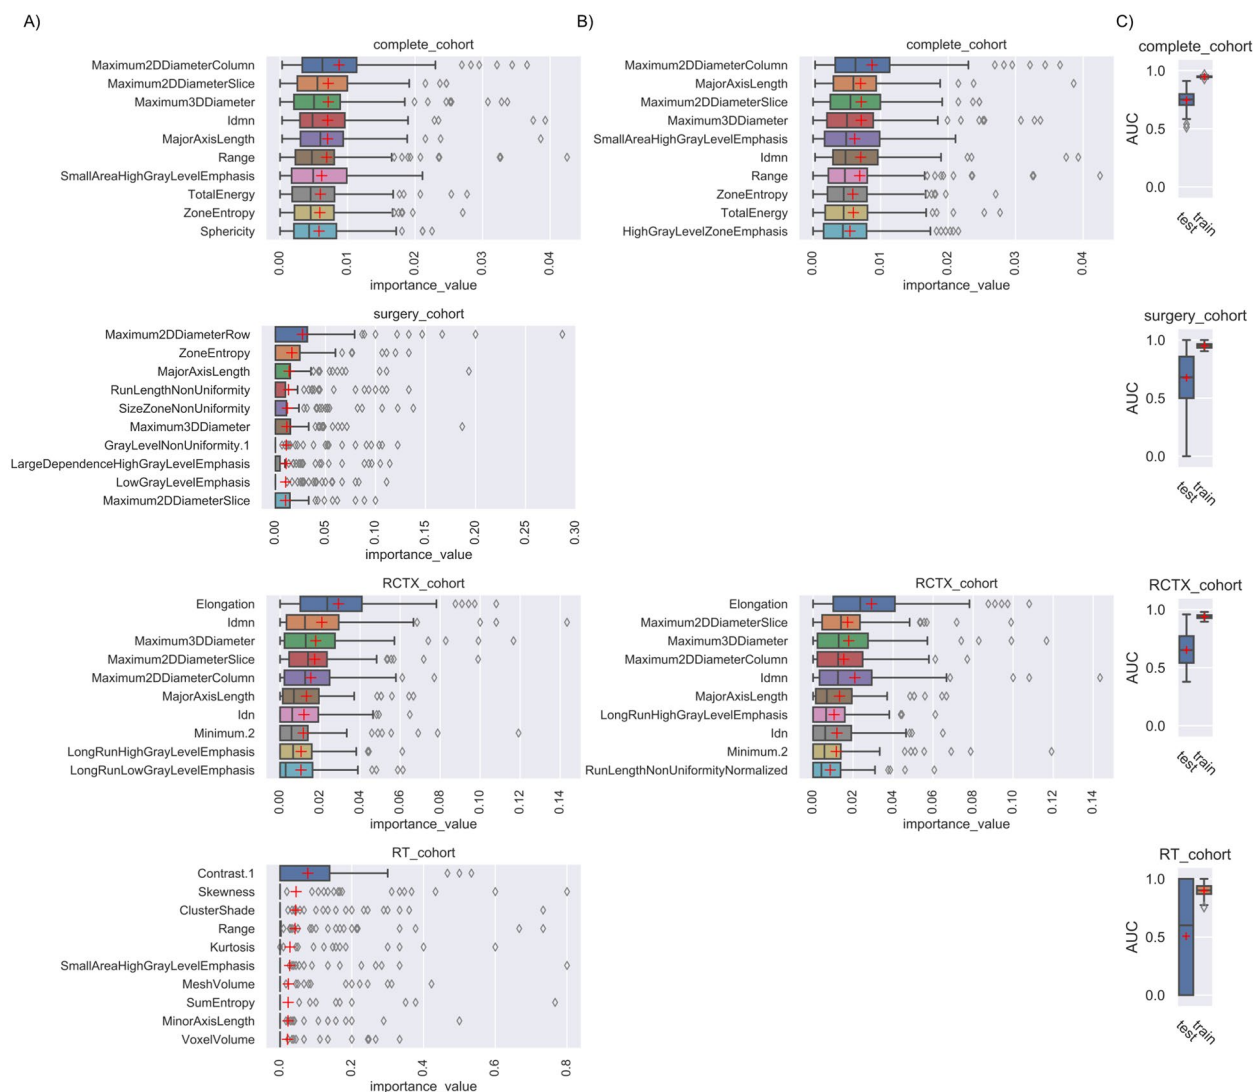 A)
B)
C)
complete_cohort
Maximum2DDiameterColumn
Maximum2DDiameterSlice
Maximum3DDiameter
Idmn
MajorAxisLength
Range
SmallAreaHighGrayLevelEmphasis
TotalEnergy
ZoneEntropy
Sphericity
0.00
0.01
0.02
0.03
0.04
importance_value
complete_cohort
Maximum2DDiameterColumn
MajorAxisLength
Maximum2DDiameterSlice
Maximum3DDiameter
SmallAreaHighGrayLevelEmphasis
Idmn
Range
ZoneEntropy
TotalEnergy
HighGrayLevelZoneEmphasis
0.00
0.01
0.02
0.03
0.04
importance_value
complete_cohort
AUC
1.0
0.5
0.0
test
train
surgery_cohort
Maximum2DDiameterRow
ZoneEntropy
MajorAxisLength
RunLengthNonUniformity
SizeZoneNonUniformity
Maximum3DDiameter
GrayLevelNonUniformity.1
LargeDependenceHighGrayLevelEmphasis
LowGrayLevelEmphasis
Maximum2DDiameterSlice
0.00
0.05
0.10
0.15
0.20
0.25
0.30
importance_value
surgery_cohort
AUC
1.0
0.5
0.0
test
train
RCTX_cohort
Elongation
Idmn
Maximum3DDiameter
Maximum2DDiameterSlice
Maximum2DDiameterColumn
MajorAxisLength
Idn
Minimum.2
LongRunHighGrayLevelEmphasis
LongRunLowGrayLevelEmphasis
0.00
0.02
0.04
0.06
0.08
0.10
0.12
0.14
importance_value
RCTX_cohort
Elongation
Maximum2DDiameterSlice
Maximum3DDiameter
Maximum2DDiameterColumn
Idmn
MajorAxisLength
LongRunHighGrayLevelEmphasis
Idn
Minimum.2
RunLengthNonUniformityNormalized
0.00
0.02
0.04
0.06
0.08
0.10
0.12
0.14
importance_value
RCTX_cohort
AUC
1.0
0.5
0.0
test
train
RT_cohort
Contrast.1
Skewness
ClusterShade
Range
Kurtosis
SmallAreaHighGrayLevelEmphasis
MeshVolume
SumEntropy
MinorAxisLength
VoxelVolume
0.0
0.2
0.4
0.6
0.8
importance_value
RT_cohort
AUC
1.0
0.5
0.0
test
train